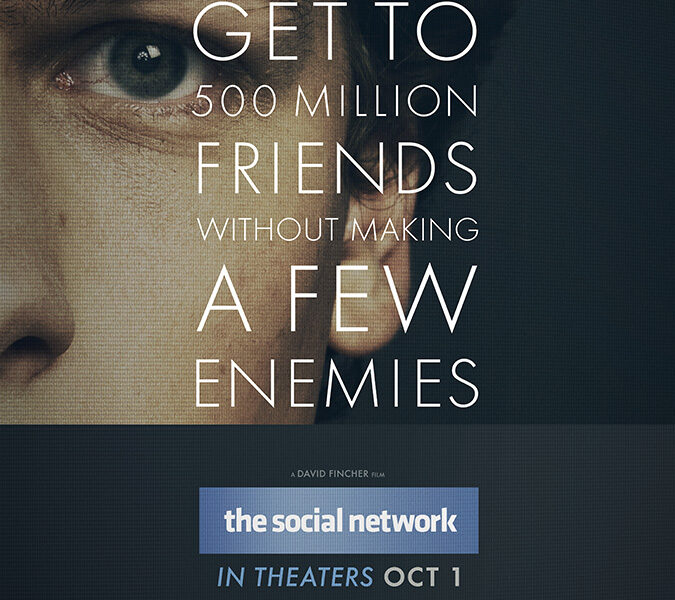 GET TO
500 MILLION
FRIENDS
WITHOUT MAKING
A FEW
ENEMIES
A DAVID FINCHER FILM
the social network
IN THEATERS OCT 1